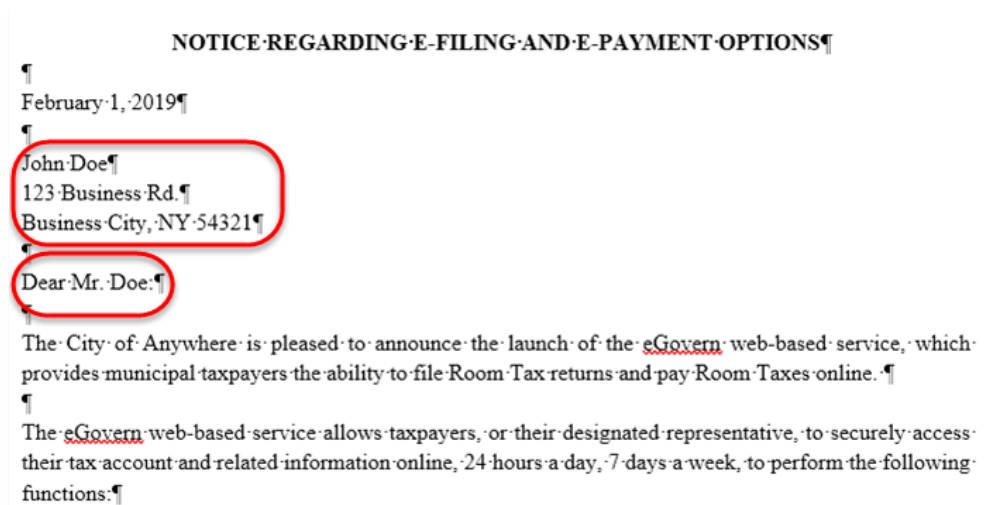 NOTICE·REGARDING·E-FILING·AND·E-PAYMENT·OPTIONS¶
¶
February·1,·2019¶
¶
John·Doe¶
123·Business·Rd.¶
Business·City,·NY·54321¶
¶
Dear·Mr.·Doe:¶
¶
The·City·of·Anywhere·is·pleased·to·announce·the·launch·of·the·eGovern·web-based·service,·which·
provides·municipal·taxpayers·the·ability·to·file·Room·Tax·returns·and·pay·Room·Taxes·online.·¶
¶
The·eGovern·web-based·service·allows·taxpayers,·or·their·designated·representative,·to·securely·access·
their·tax·account·and·related·information·online,·24·hours·a·day,·7·days·a·week,·to·perform·the·following·
functions:¶